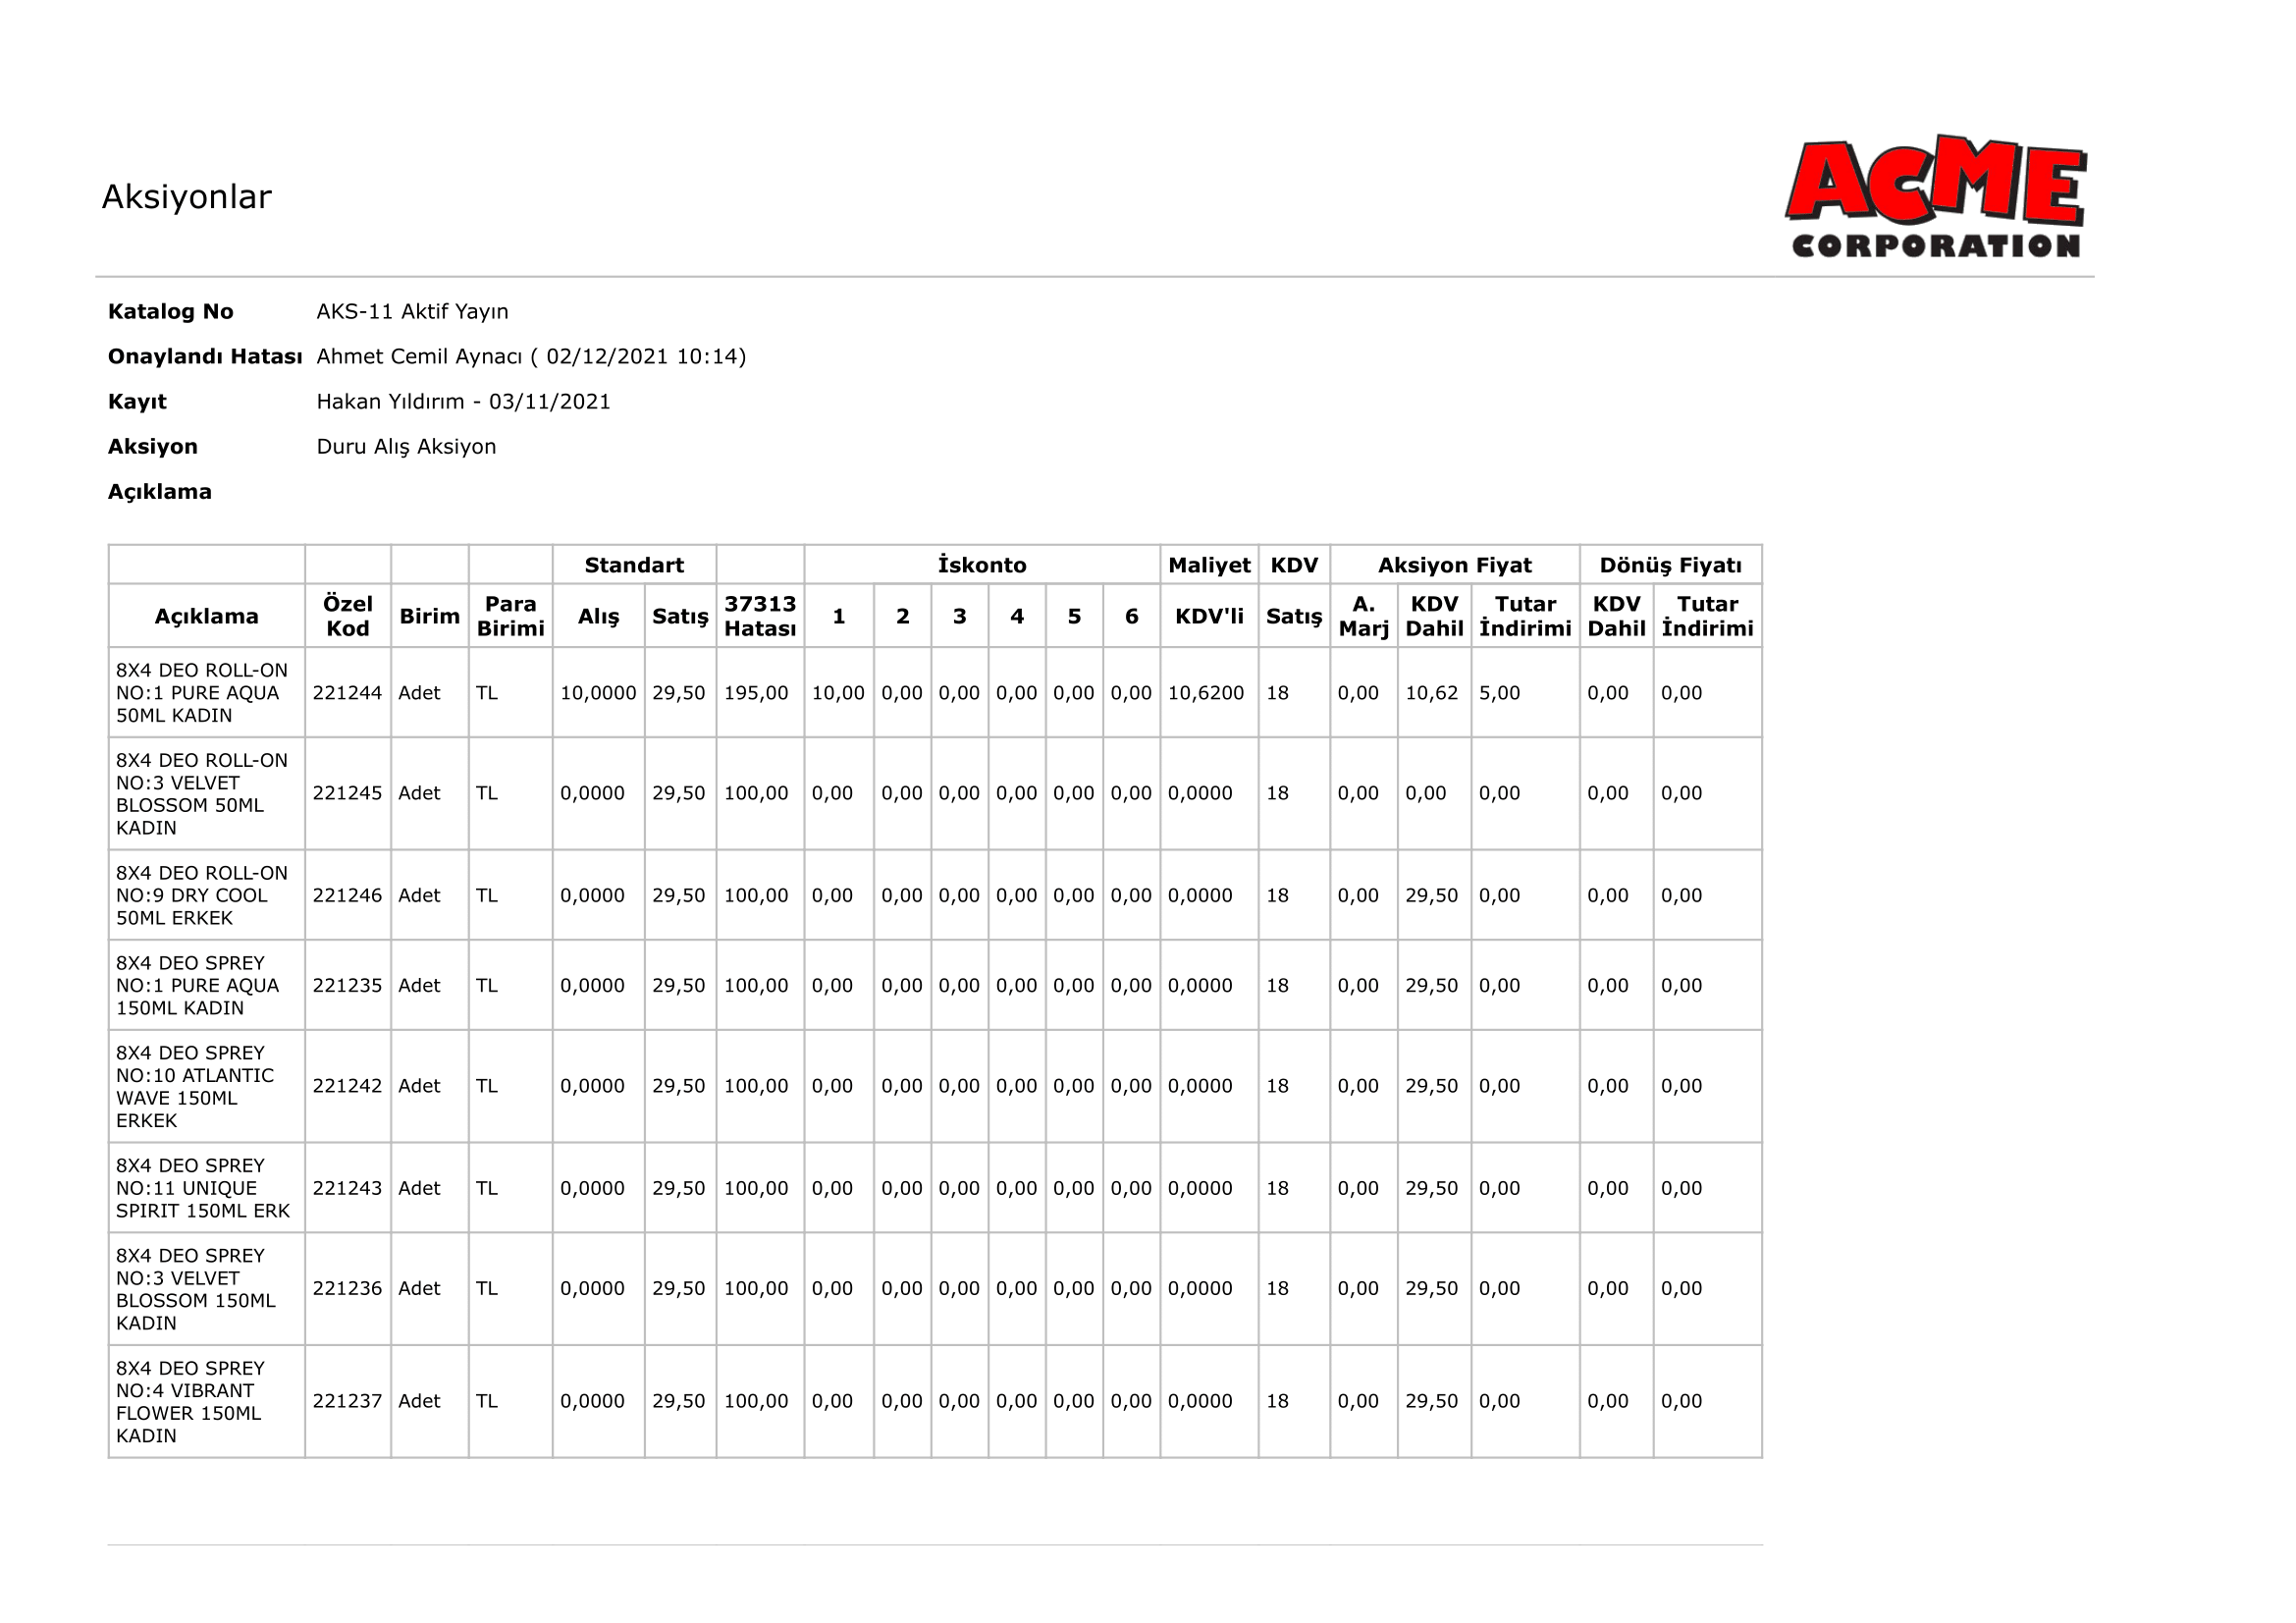 Aksiyonlar
ACME
CORPORATION
Katalog No AKS-11 Aktif Yayın
Onaylandı Hatası Ahmet Cemil Aynacı ( 02/12/2021 10:14)
Kayıt Hakan Yıldırım - 03/11/2021
Aksiyon Duru Alış Aksiyon
Açıklama
Standart İskonto Maliyet KDV Aksiyon Fiyat Dönüş Fiyatı
Açıklama Özel Kod Birim Para Birimi Alış Satış 37313 Hatası 1 2 3 4 5 6 KDV'li Satış A. Marj KDV Dahil Tutar İndirimi KDV Dahil Tutar İndirimi
8X4 DEO ROLL-ON
NO:1 PURE AQUA
50ML KADIN
221244 Adet TL 10,0000 29,50 195,00 10,00 0,00 0,00 0,00 0,00 0,00 10,6200 18 0,00 10,62 5,00 0,00 0,00
8X4 DEO ROLL-ON
NO:3 VELVET
BLOSSOM 50ML
KADIN
221245 Adet TL 0,0000 29,50 100,00 0,00 0,00 0,00 0,00 0,00 0,00 0,0000 18 0,00 0,00 0,00 0,00 0,00
8X4 DEO ROLL-ON
NO:9 DRY COOL
50ML ERKEK
221246 Adet TL 0,0000 29,50 100,00 0,00 0,00 0,00 0,00 0,00 0,00 0,0000 18 0,00 29,50 0,00 0,00 0,00
8X4 DEO SPREY
NO:1 PURE AQUA
150ML KADIN
221235 Adet TL 0,0000 29,50 100,00 0,00 0,00 0,00 0,00 0,00 0,00 0,0000 18 0,00 29,50 0,00 0,00 0,00
8X4 DEO SPREY
NO:10 ATLANTIC
WAVE 150ML
ERKEK
221242 Adet TL 0,0000 29,50 100,00 0,00 0,00 0,00 0,00 0,00 0,00 0,0000 18 0,00 29,50 0,00 0,00 0,00
8X4 DEO SPREY
NO:11 UNIQUE
SPIRIT 150ML ERK
221243 Adet TL 0,0000 29,50 100,00 0,00 0,00 0,00 0,00 0,00 0,00 0,0000 18 0,00 29,50 0,00 0,00 0,00
8X4 DEO SPREY
NO:3 VELVET
BLOSSOM 150ML
KADIN
221236 Adet TL 0,0000 29,50 100,00 0,00 0,00 0,00 0,00 0,00 0,00 0,0000 18 0,00 29,50 0,00 0,00 0,00
8X4 DEO SPREY
NO:4 VIBRANT
FLOWER 150ML
KADIN
221237 Adet TL 0,0000 29,50 100,00 0,00 0,00 0,00 0,00 0,00 0,00 0,0000 18 0,00 29,50 0,00 0,00 0,00